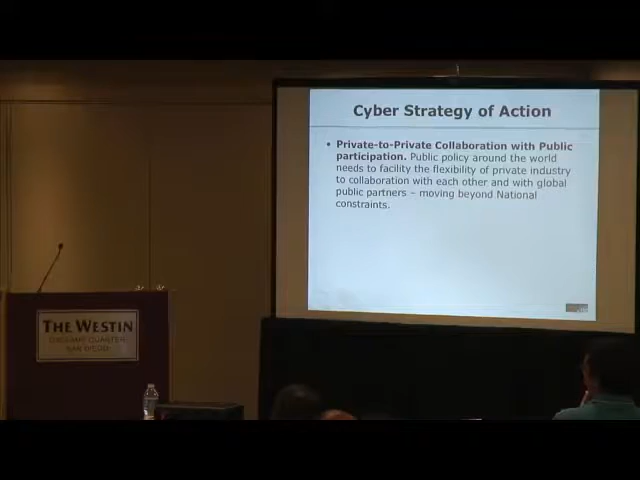 Cyber Strategy of Action
• Private-to-Private Collaboration with Public
participation. Public policy around the world
needs to facility the flexibility of private industry
to collaboration with each other and with global
public partners – moving beyond National
constraints.
THE WESTIN
GASLAMP QUARTER
SAN DIEGO